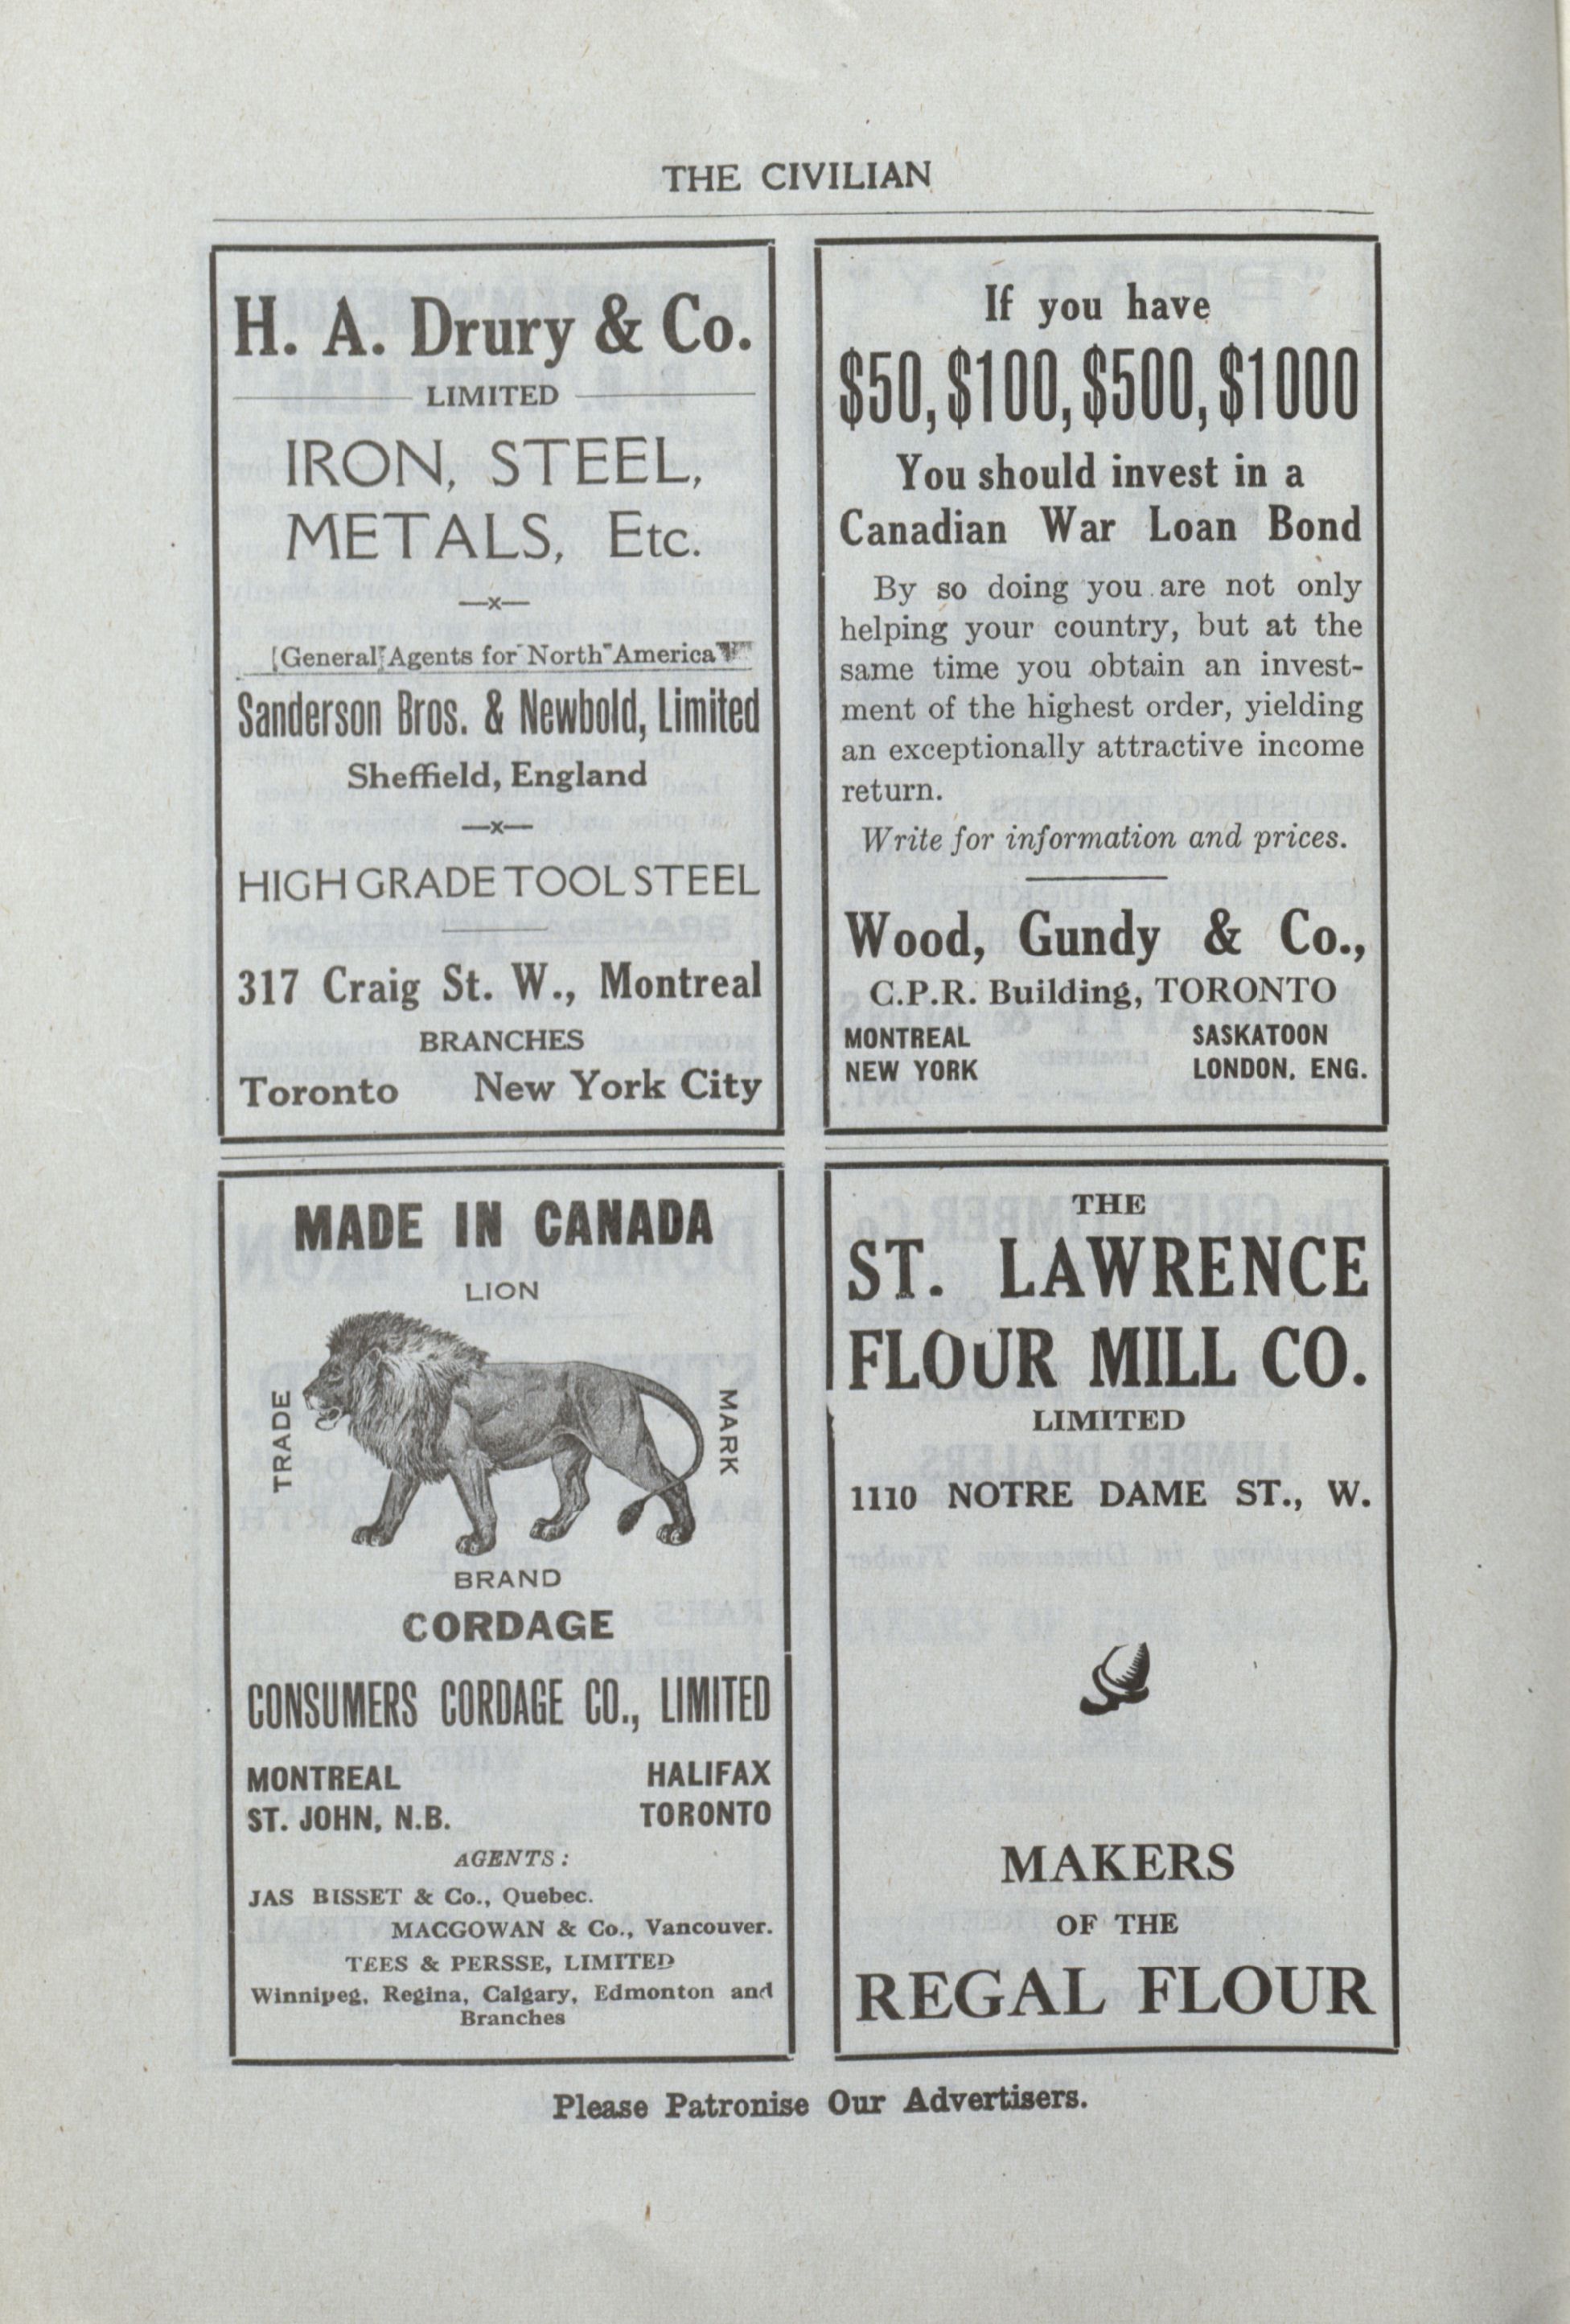 THE CIVILIAN
H. A. Drury & Co.
LIMITED
IRON, STEEL,
METALS, Etc.
—x—
General Agents for North America
Sanderson Bros. & Newbold, Limited
Sheffield, England
—x—
HIGH GRADE TOOL STEEL
317 Craig St. W., Montreal
BRANCHES
Toronto New York City
If you have
$50, $100, $500, $1000
You should invest in a
Canadian War Loan Bond
By so doing you are not only
helping your country, but at the
same time you obtain an invest-
ment of the highest order, yielding
an exceptionally attractive income
return.
Write for information and prices.
Wood, Gundy & Co.,
C.P.R. Building, TORONTO
MONTREAL SASKATOON
NEW YORK LONDON, ENG.
MADE IN CANADA
LION
TRADE
MARK
BRAND
CORDAGE
CONSUMERS CORDAGE CO., LIMITED
MONTREAL HALIFAX
ST. JOHN, N.B. TORONTO
AGENTS:
JAS BISSET & Co., Quebec.
MACGOWAN & Co., Vancouver.
TEES & PERSSE, LIMITED
Winnipeg, Regina, Calgary, Edmonton and
Branches
THE
ST. LAWRENCE
FLOUR MILL CO.
LIMITED
1110 NOTRE DAME ST., W.
MAKERS
OF THE
REGAL FLOUR
Please Patronise Our Advertisers.